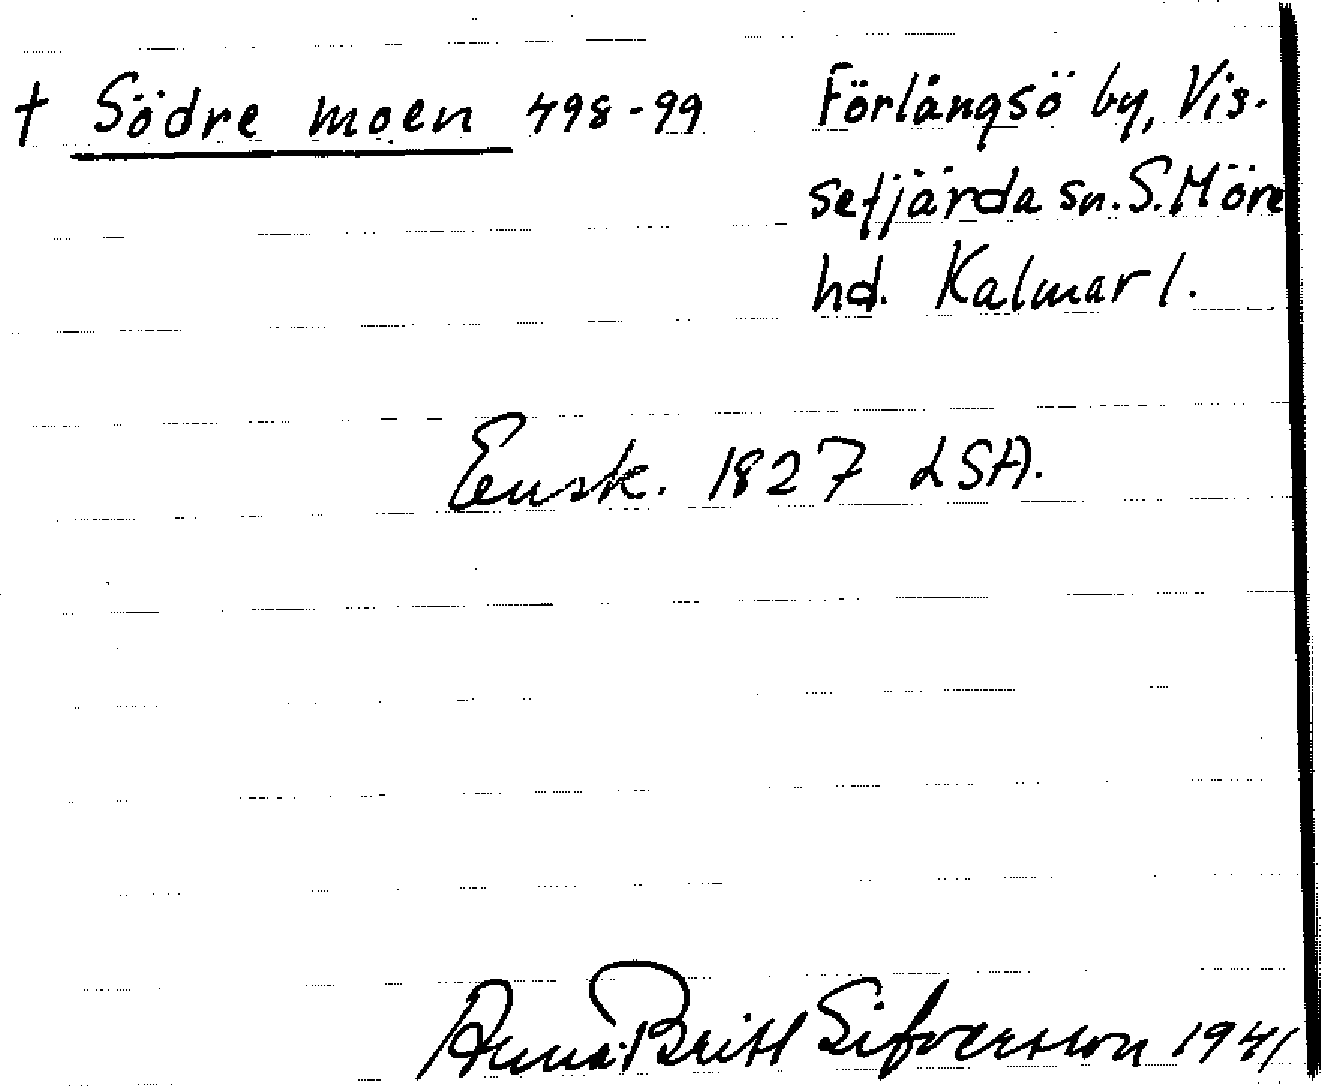 † Södre moen 498-99 Förlångsö by, Vis-
sefjärda sn. S. Möre
hd. Kalmar l.
Ensk. 1827 LSA.
Anna-Britt Sifversson 1941